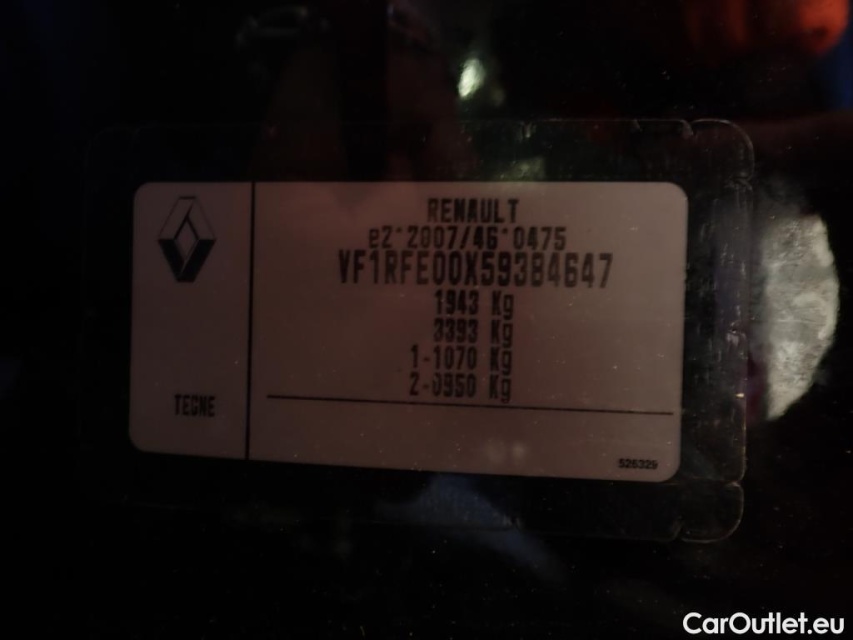 RENAULT
e2*2007/46*0475
VF1RFE00X59384647
1943 Kg
3393 Kg
1-1070 Kg
2-0950 Kg
TEGNE
526329
CarOutlet.eu